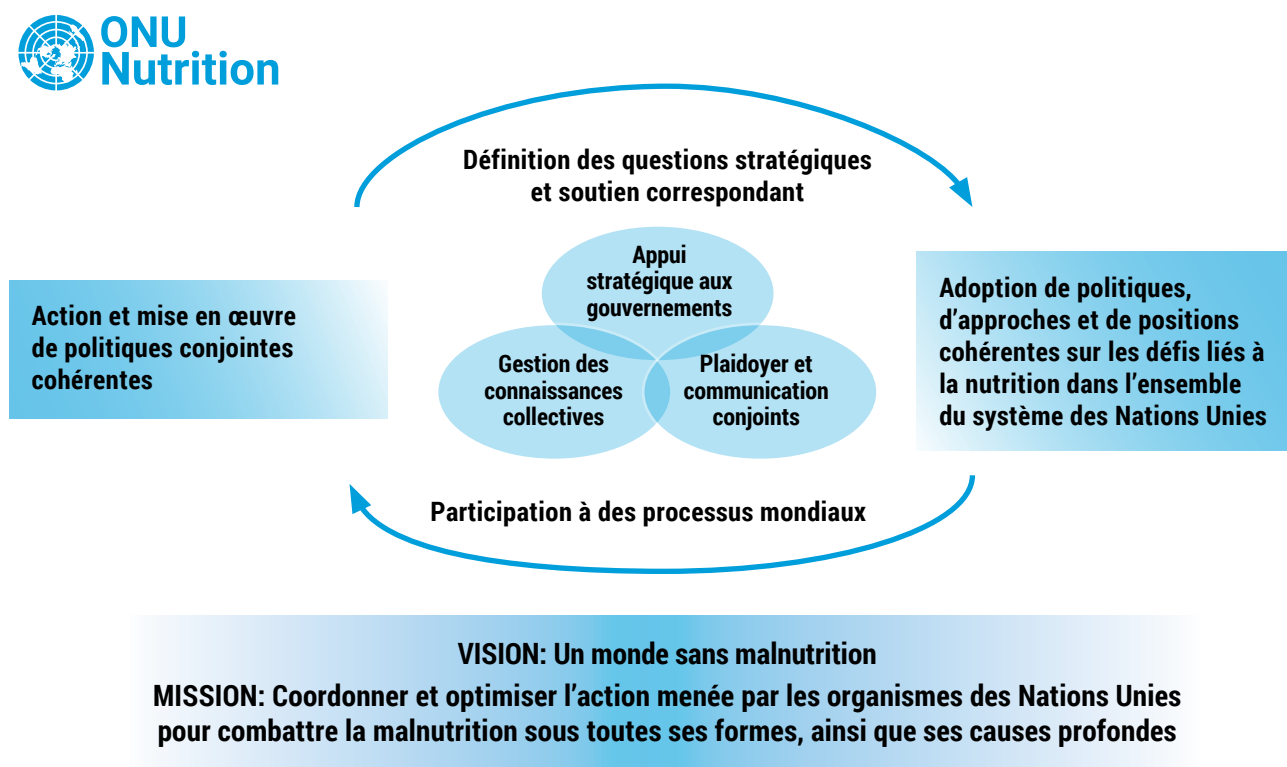 ONU
Nutrition
Définition des questions stratégiques
et soutien correspondant
Appui
stratégique aux
gouvernements
Action et mise en œuvre
de politiques conjointes
cohérentes
Gestion des
connaissances
collectives
Plaidoyer et
communication
conjoints
Adoption de politiques,
d'approches et de positions
cohérentes sur les défis liés à
la nutrition dans l'ensemble
du système des Nations Unies
Participation à des processus mondiaux
VISION: Un monde sans malnutrition
MISSION: Coordonner et optimiser l'action menée par les organismes des Nations Unies
pour combattre la malnutrition sous toutes ses formes, ainsi que ses causes profondes